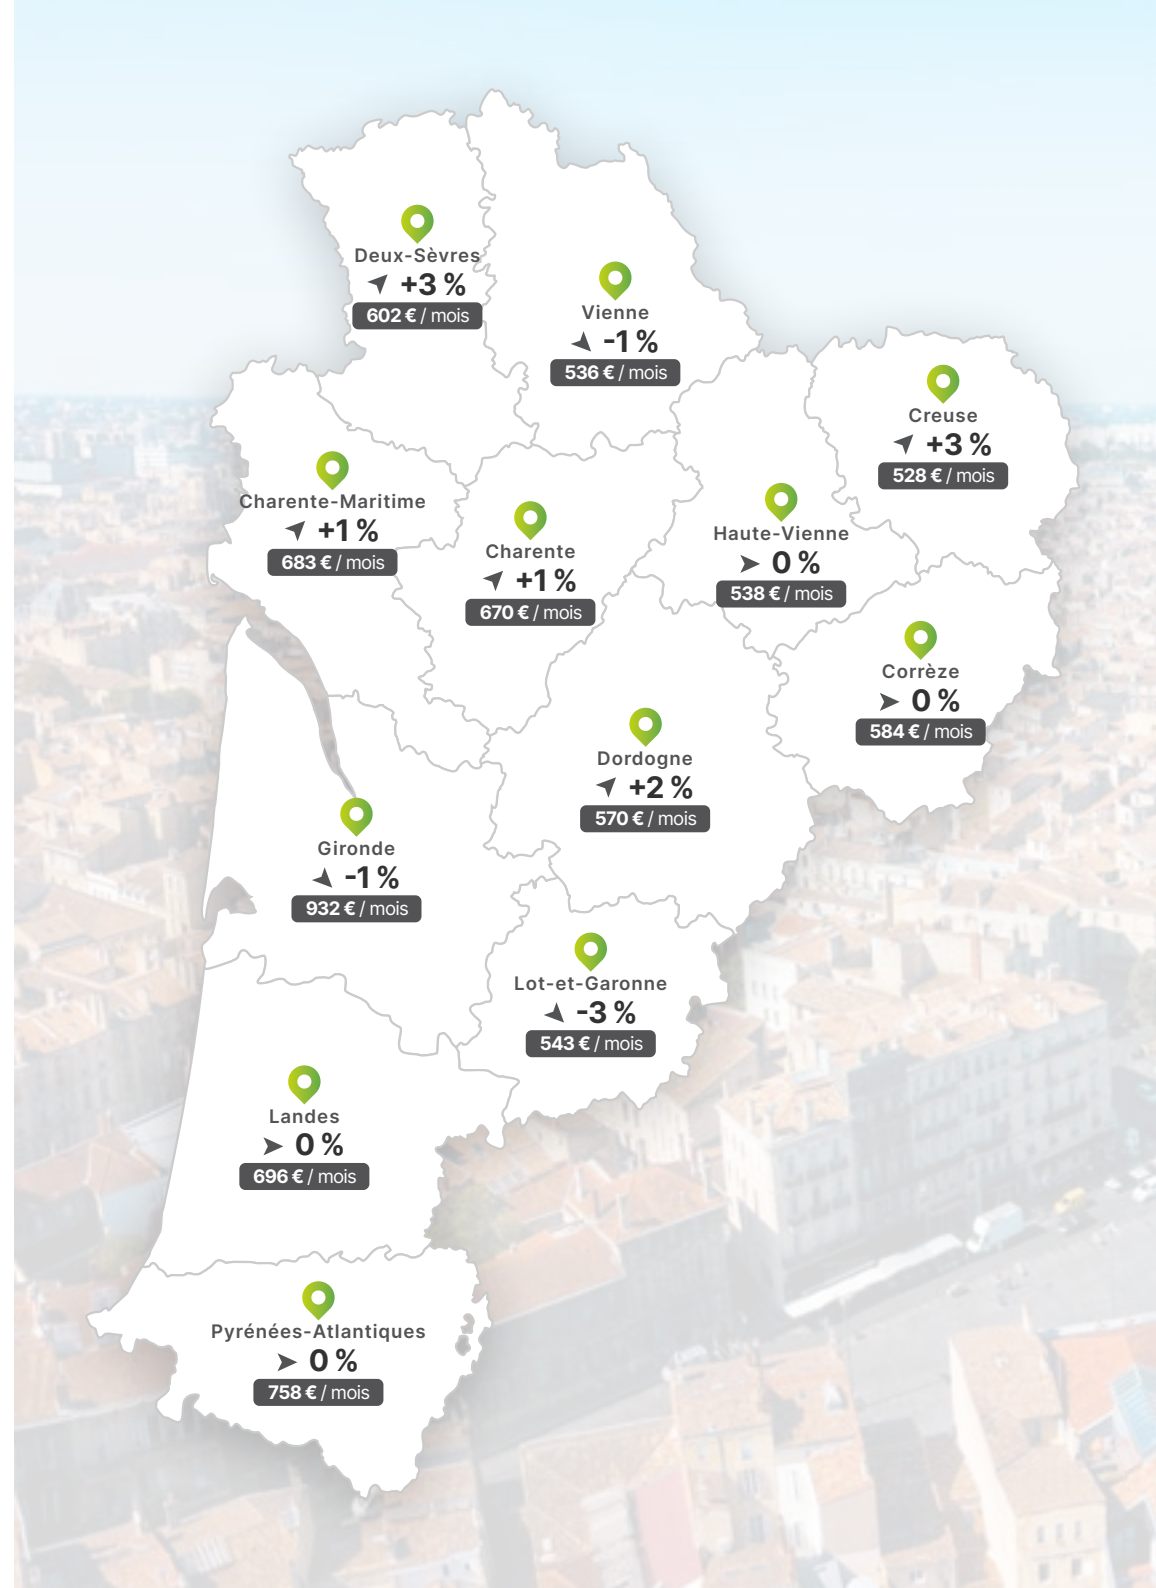 Deux-Sèvres
+3 %
602 € / mois
Vienne
-1 %
536 € / mois
Creuse
+3 %
528 € / mois
Charente-Maritime
+1 %
683 € / mois
Charente
+1 %
670 € / mois
Haute-Vienne
0 %
538 € / mois
Corrèze
0 %
584 € / mois
Dordogne
+2 %
570 € / mois
Gironde
-1 %
932 € / mois
Lot-et-Garonne
-3 %
543 € / mois
Landes
0 %
696 € / mois
Pyrénées-Atlantiques
0 %
758 € / mois